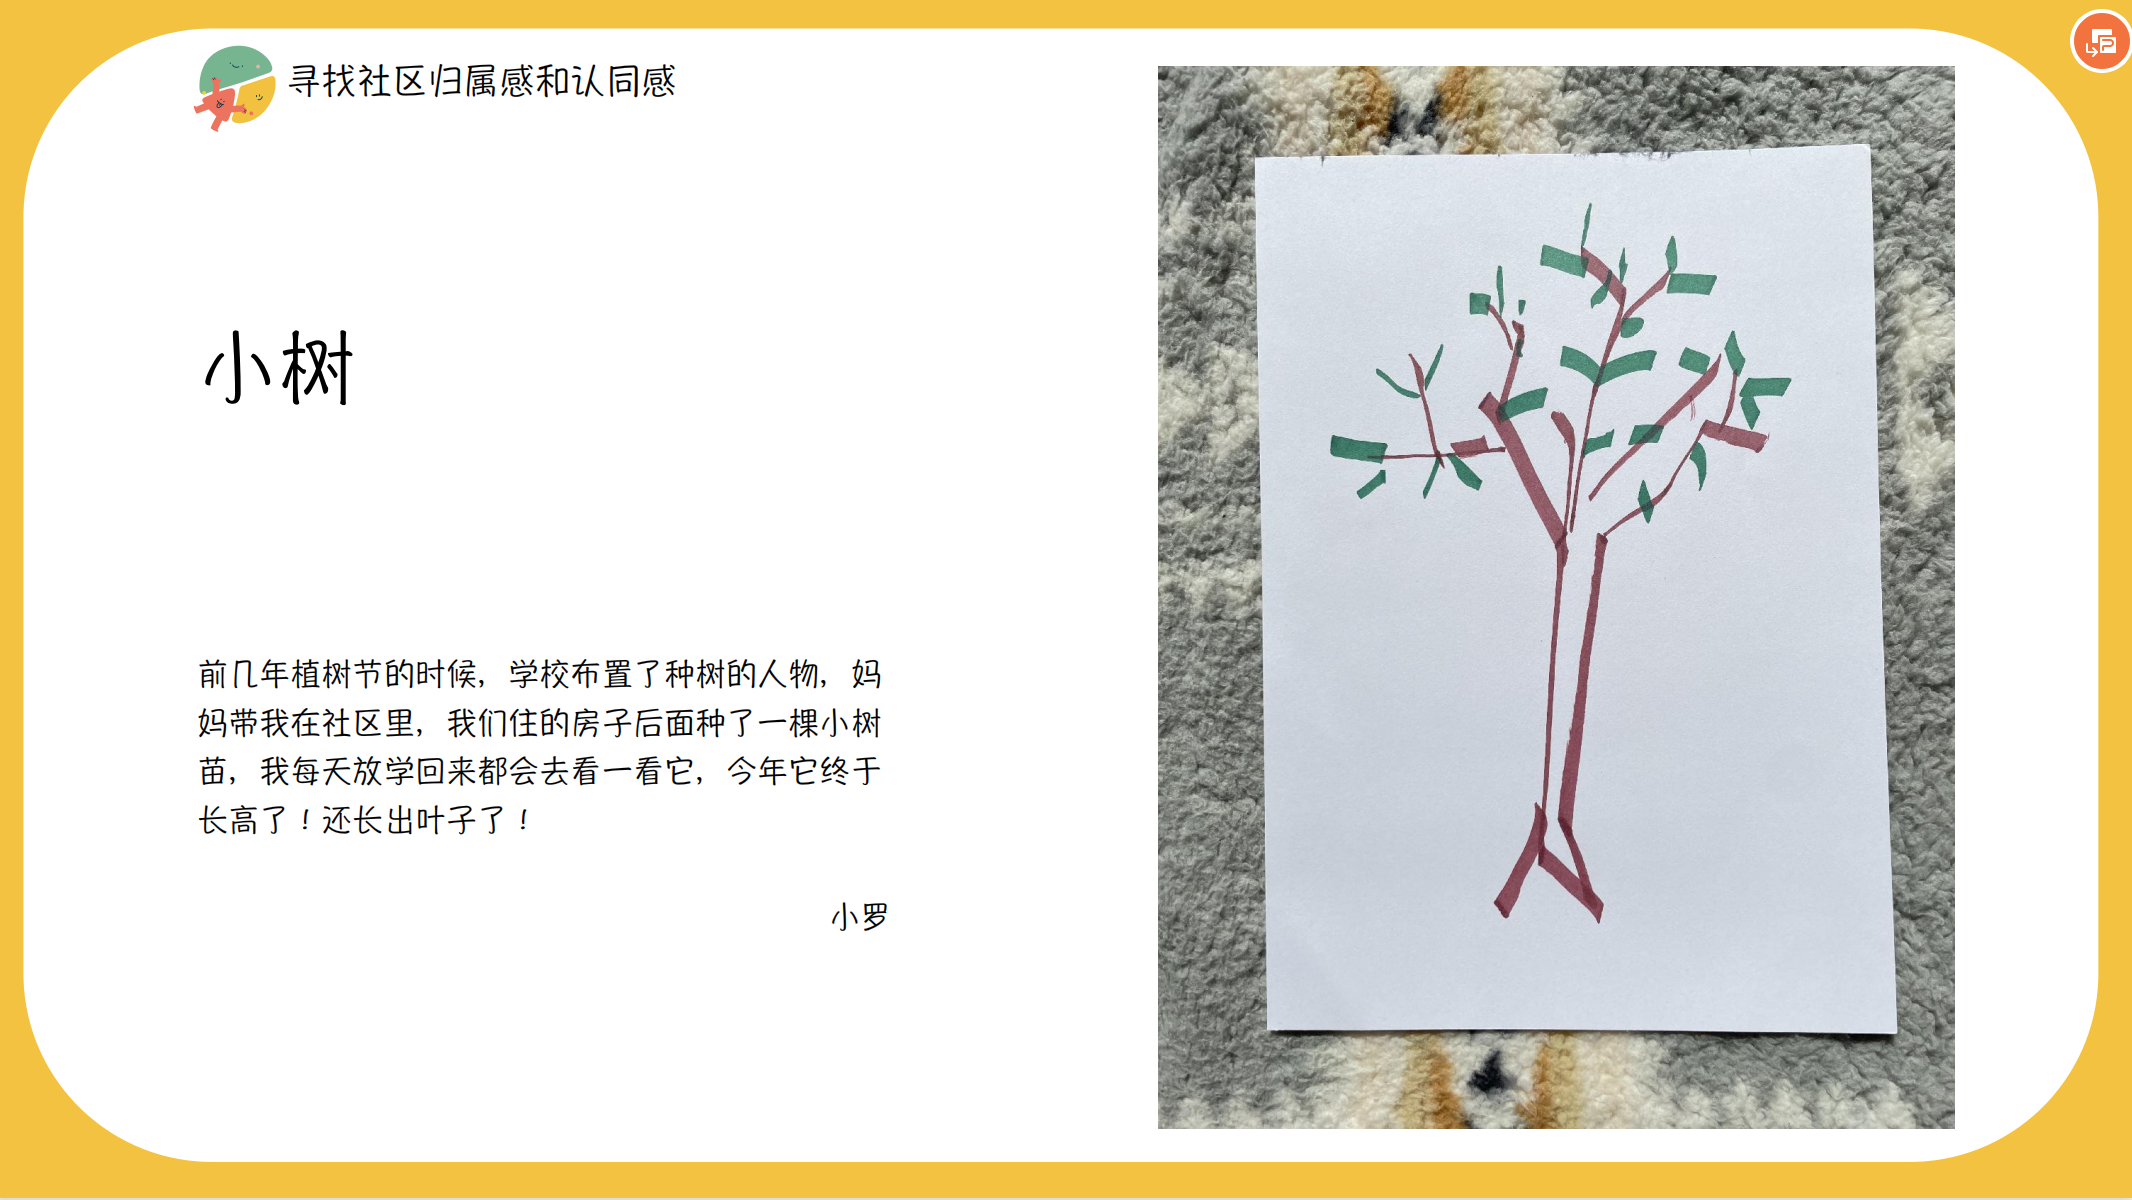 寻找社区归属感和认同感
小树
前几年植树节的时候，学校布置了种树的人物，妈
妈带我在社区里，我们住的房子后面种了一棵小树
苗，我每天放学回来都会去看一看它，今年它终于
长高了！还长出叶子了！
小罗